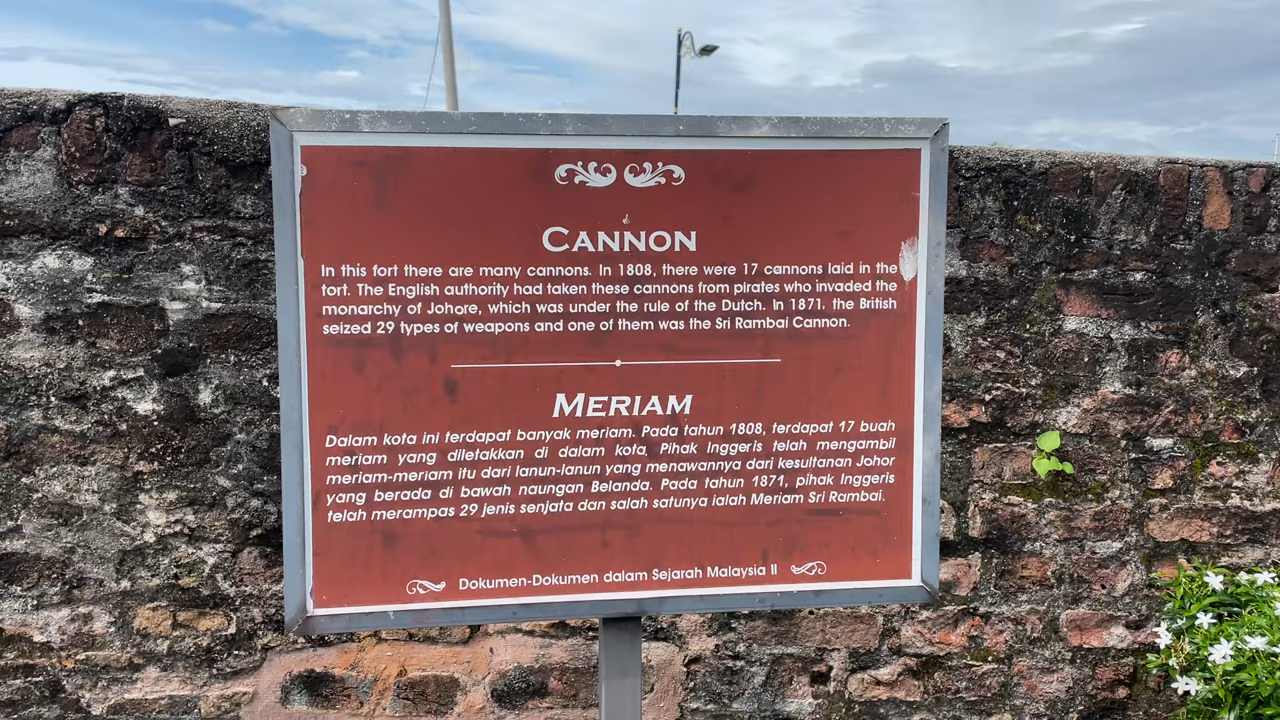 CANNON
In this fort there are many cannons. In 1808, there were 17 cannons laid in the
fort. The English authority had taken these cannons from pirates who invaded the
monarchy of Johore, which was under the rule of the Dutch. In 1871, the British
seized 29 types of weapons and one of them was the Sri Rambai Cannon.
MERIAM
Dalam kota ini terdapat banyak meriam. Pada tahun 1808, terdapat 17 buah
meriam yang diletakkan di dalam kota. Pihak Inggeris telah mengambil
meriam-meriam itu dari lanun-lanun yang menawannya dari kesultanan Johor
yang berada di bawah naungan Belanda. Pada tahun 1871, pihak Inggeris
telah merampas 29 jenis senjata dan salah satunya ialah Meriam Sri Rambai.
Dokumen-Dokumen dalam Sejarah Malaysia II